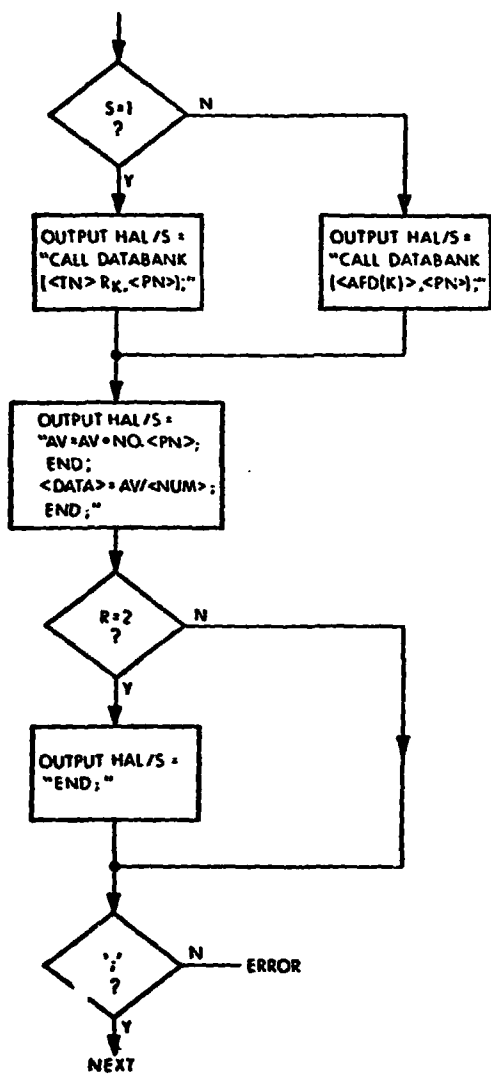 S=1
?
N
Y
OUTPUT HAL/S =
"CALL DATABANK
(<TN> RK,<PN>);"
OUTPUT HAL/S =
"CALL DATABANK
(<AFD(K)>,<PN>);"
OUTPUT HAL/S =
"AV=AV+NO.<PN>;
END;
<DATA>= AV/<NUM>;
END;"
R=2
?
N
Y
OUTPUT HAL/S =
"END;"
';'
?
N
ERROR
Y
NEXT